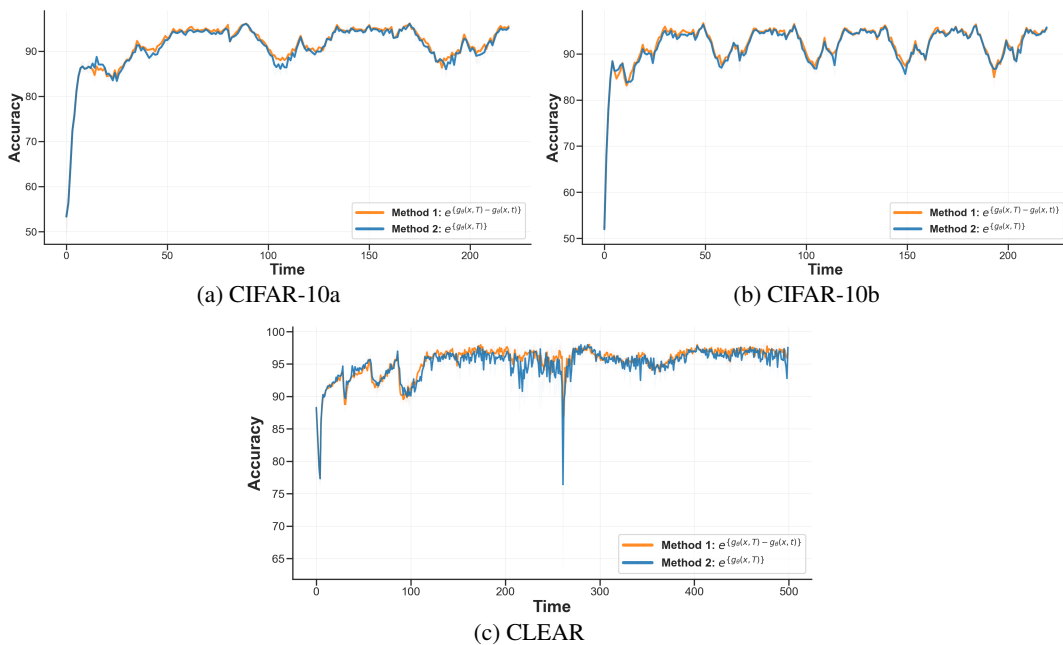 Accuracy
90
80
70
60
50
0
50
100
150
200
Time
Method 1: e^{g_θ(x,T)−g_θ(x,t)}
Method 2: e^{g_θ(x,T)}
(a) CIFAR-10a
Accuracy
90
80
70
60
50
0
50
100
150
200
Time
Method 1: e^{g_θ(x,T)−g_θ(x,t)}
Method 2: e^{g_θ(x,T)}
(b) CIFAR-10b
Accuracy
100
95
90
85
80
75
70
65
0
100
200
300
400
500
Time
Method 1: e^{g_θ(x,T)−g_θ(x,t)}
Method 2: e^{g_θ(x,T)}
(c) CLEAR